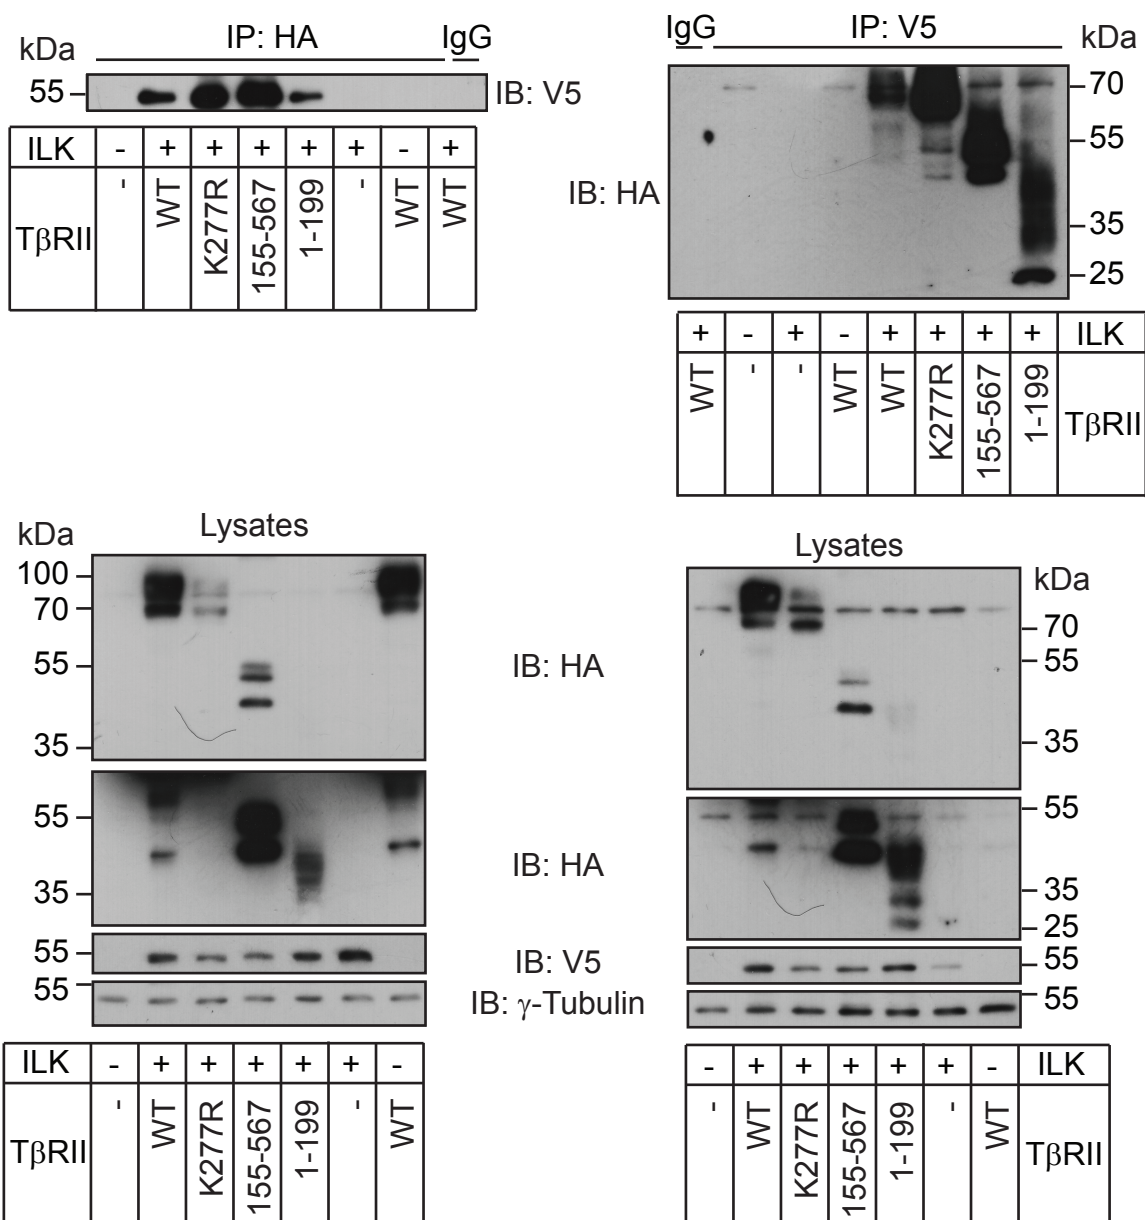 kDa
IP: HA
IgG
55
IB: V5
ILK - + + + + + - +
TβRII - WT K277R 155-567 1-199 - WT WT
IgG
IP: V5
kDa
IB: HA
70
55
35
25
+ - + - + + + + ILK
WT - - WT WT K277R 155-567 1-199 TβRII
kDa
Lysates
100
70
55
35
55
35
55
55
IB: HA
IB: HA
IB: V5
IB: γ-Tubulin
ILK - + + + + + -
TβRII - WT K277R 155-567 1-199 - WT
Lysates
kDa
70
55
35
55
35
25
55
55
- + + + + + - ILK
- WT K277R 155-567 1-199 - WT TβRII